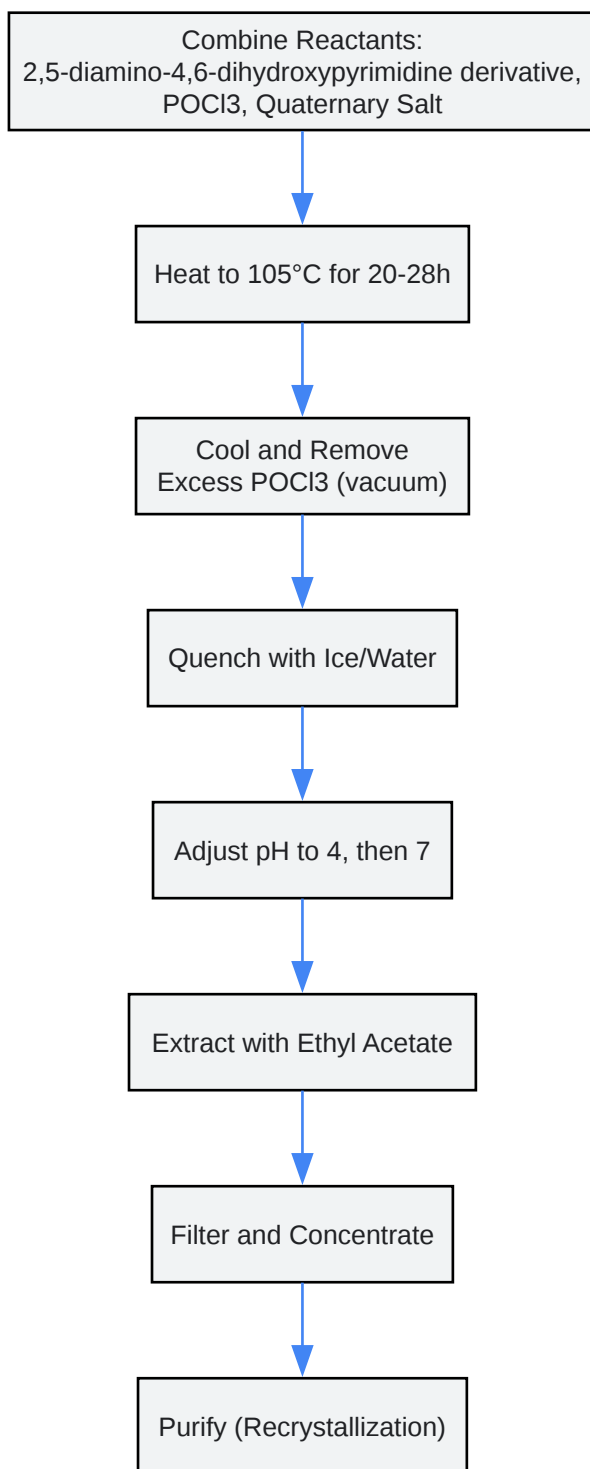 Combine Reactants:
2,5-diamino-4,6-dihydroxypyrimidine derivative,
POCl3, Quaternary Salt
Heat to 105°C for 20-28h
Cool and Remove
Excess POCl3 (vacuum)
Quench with Ice/Water
Adjust pH to 4, then 7
Extract with Ethyl Acetate
Filter and Concentrate
Purify (Recrystallization)